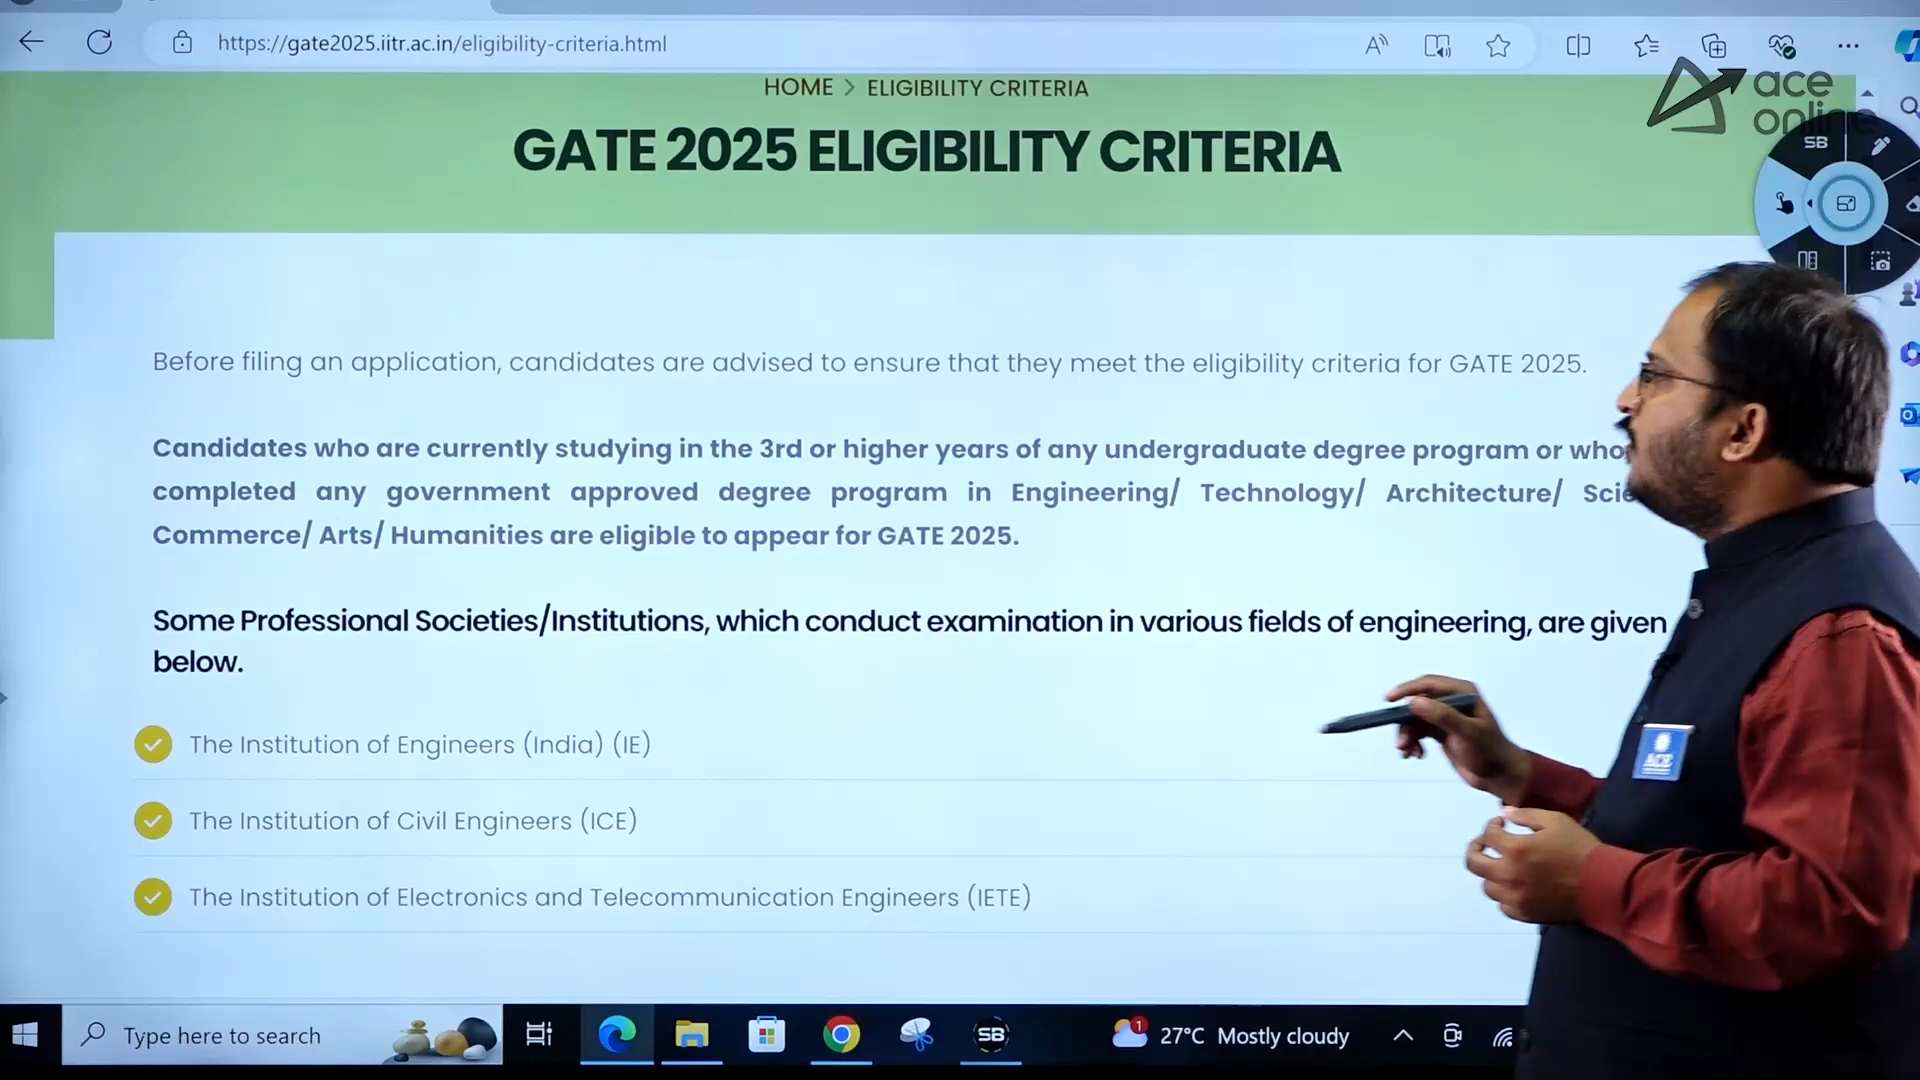 https://gate2025.iitr.ac.in/eligibility-criteria.html
HOME > ELIGIBILITY CRITERIA
ace
online
GATE 2025 ELIGIBILITY CRITERIA
SB
Before filing an application, candidates are advised to ensure that they meet the eligibility criteria for GATE 2025.
Candidates who are currently studying in the 3rd or higher years of any undergraduate degree program or who
completed any government approved degree program in Engineering/ Technology/ Architecture/
Commerce/ Arts/ Humanities are eligible to appear for GATE 2025.
Some Professional Societies/Institutions, which conduct examination in various fields of engineering, are given
below.
The Institution of Engineers (India) (IE)
ACE
The Institution of Civil Engineers (ICE)
The Institution of Electronics and Telecommunication Engineers (IETE)
Type here to search
SB
1
27°C Mostly cloudy